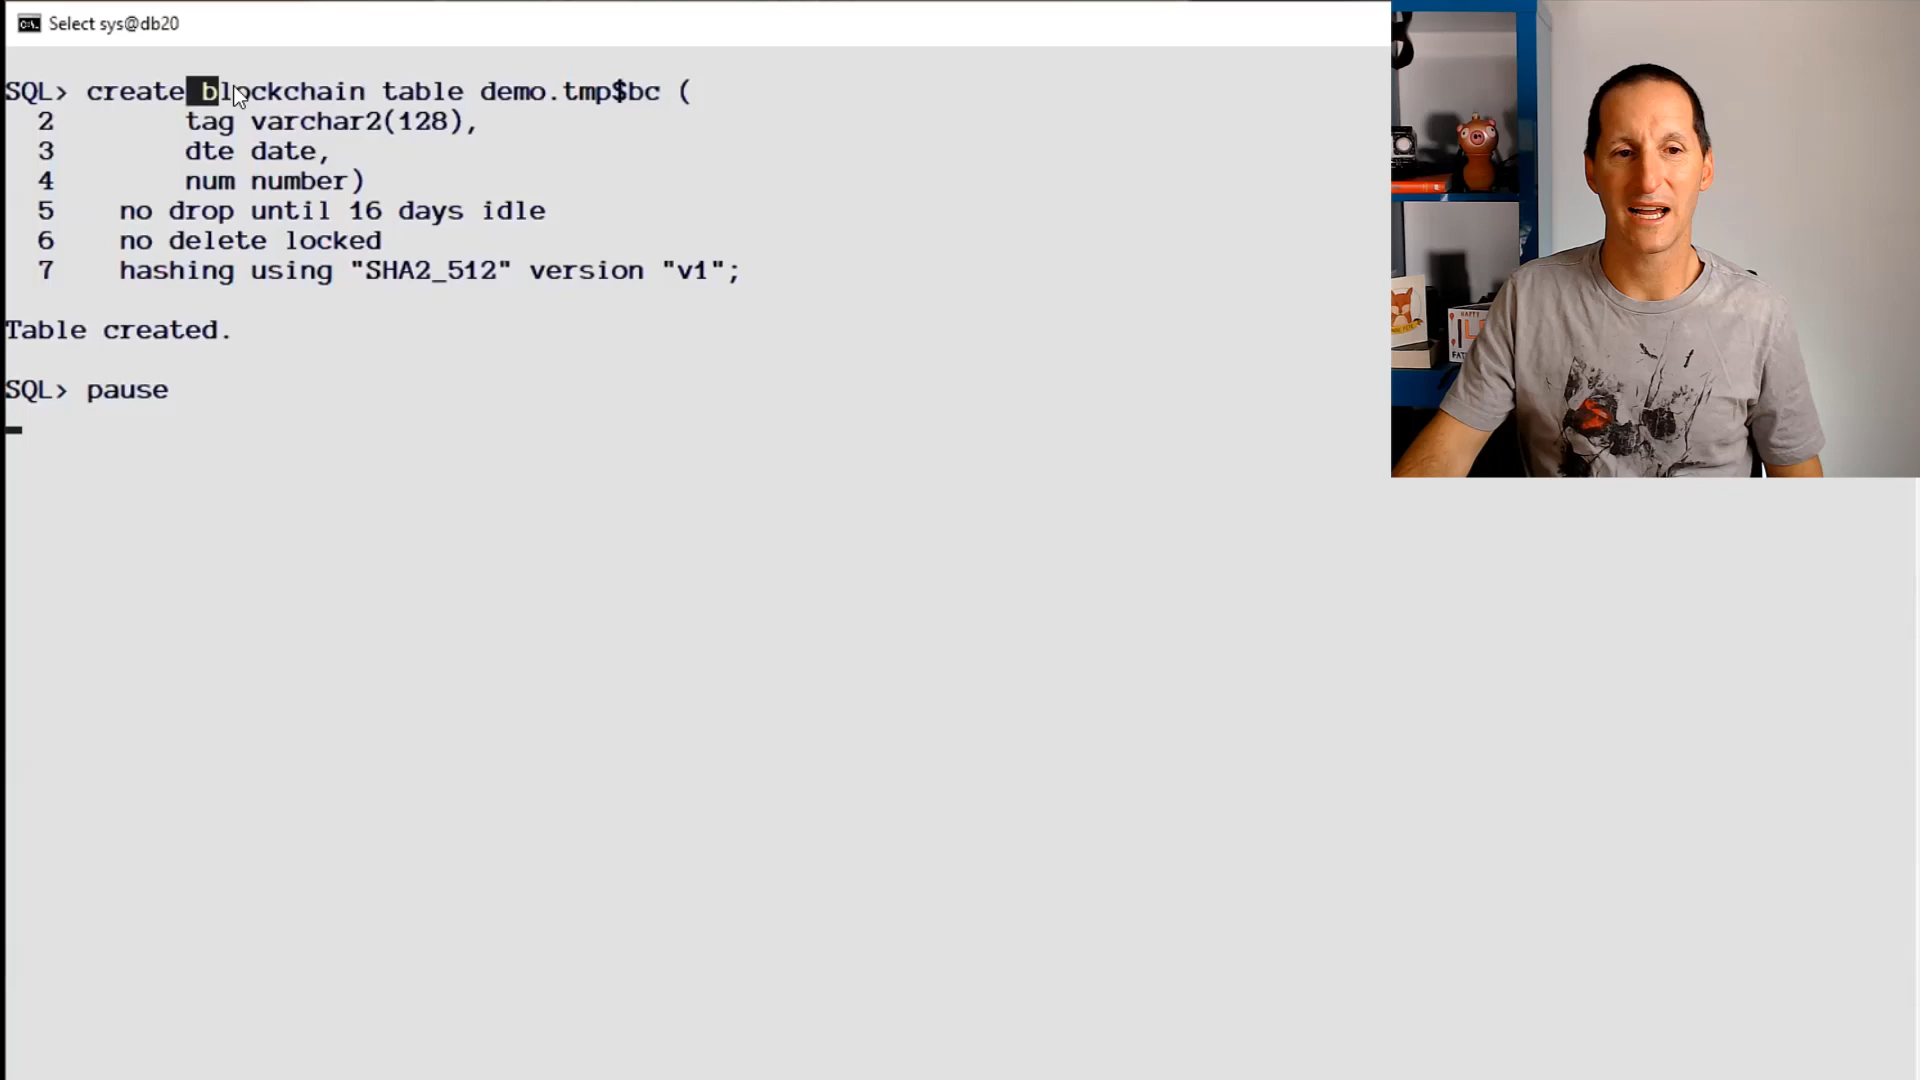 Select sys@db20
SQL> create blockchain table demo.tmp$bc (
2 tag varchar2(128),
3 dte date,
4 num number)
5 no drop until 16 days idle
6 no delete locked
7 hashing using "SHA2_512" version "v1";
Table created.
SQL> pause
HAPPY